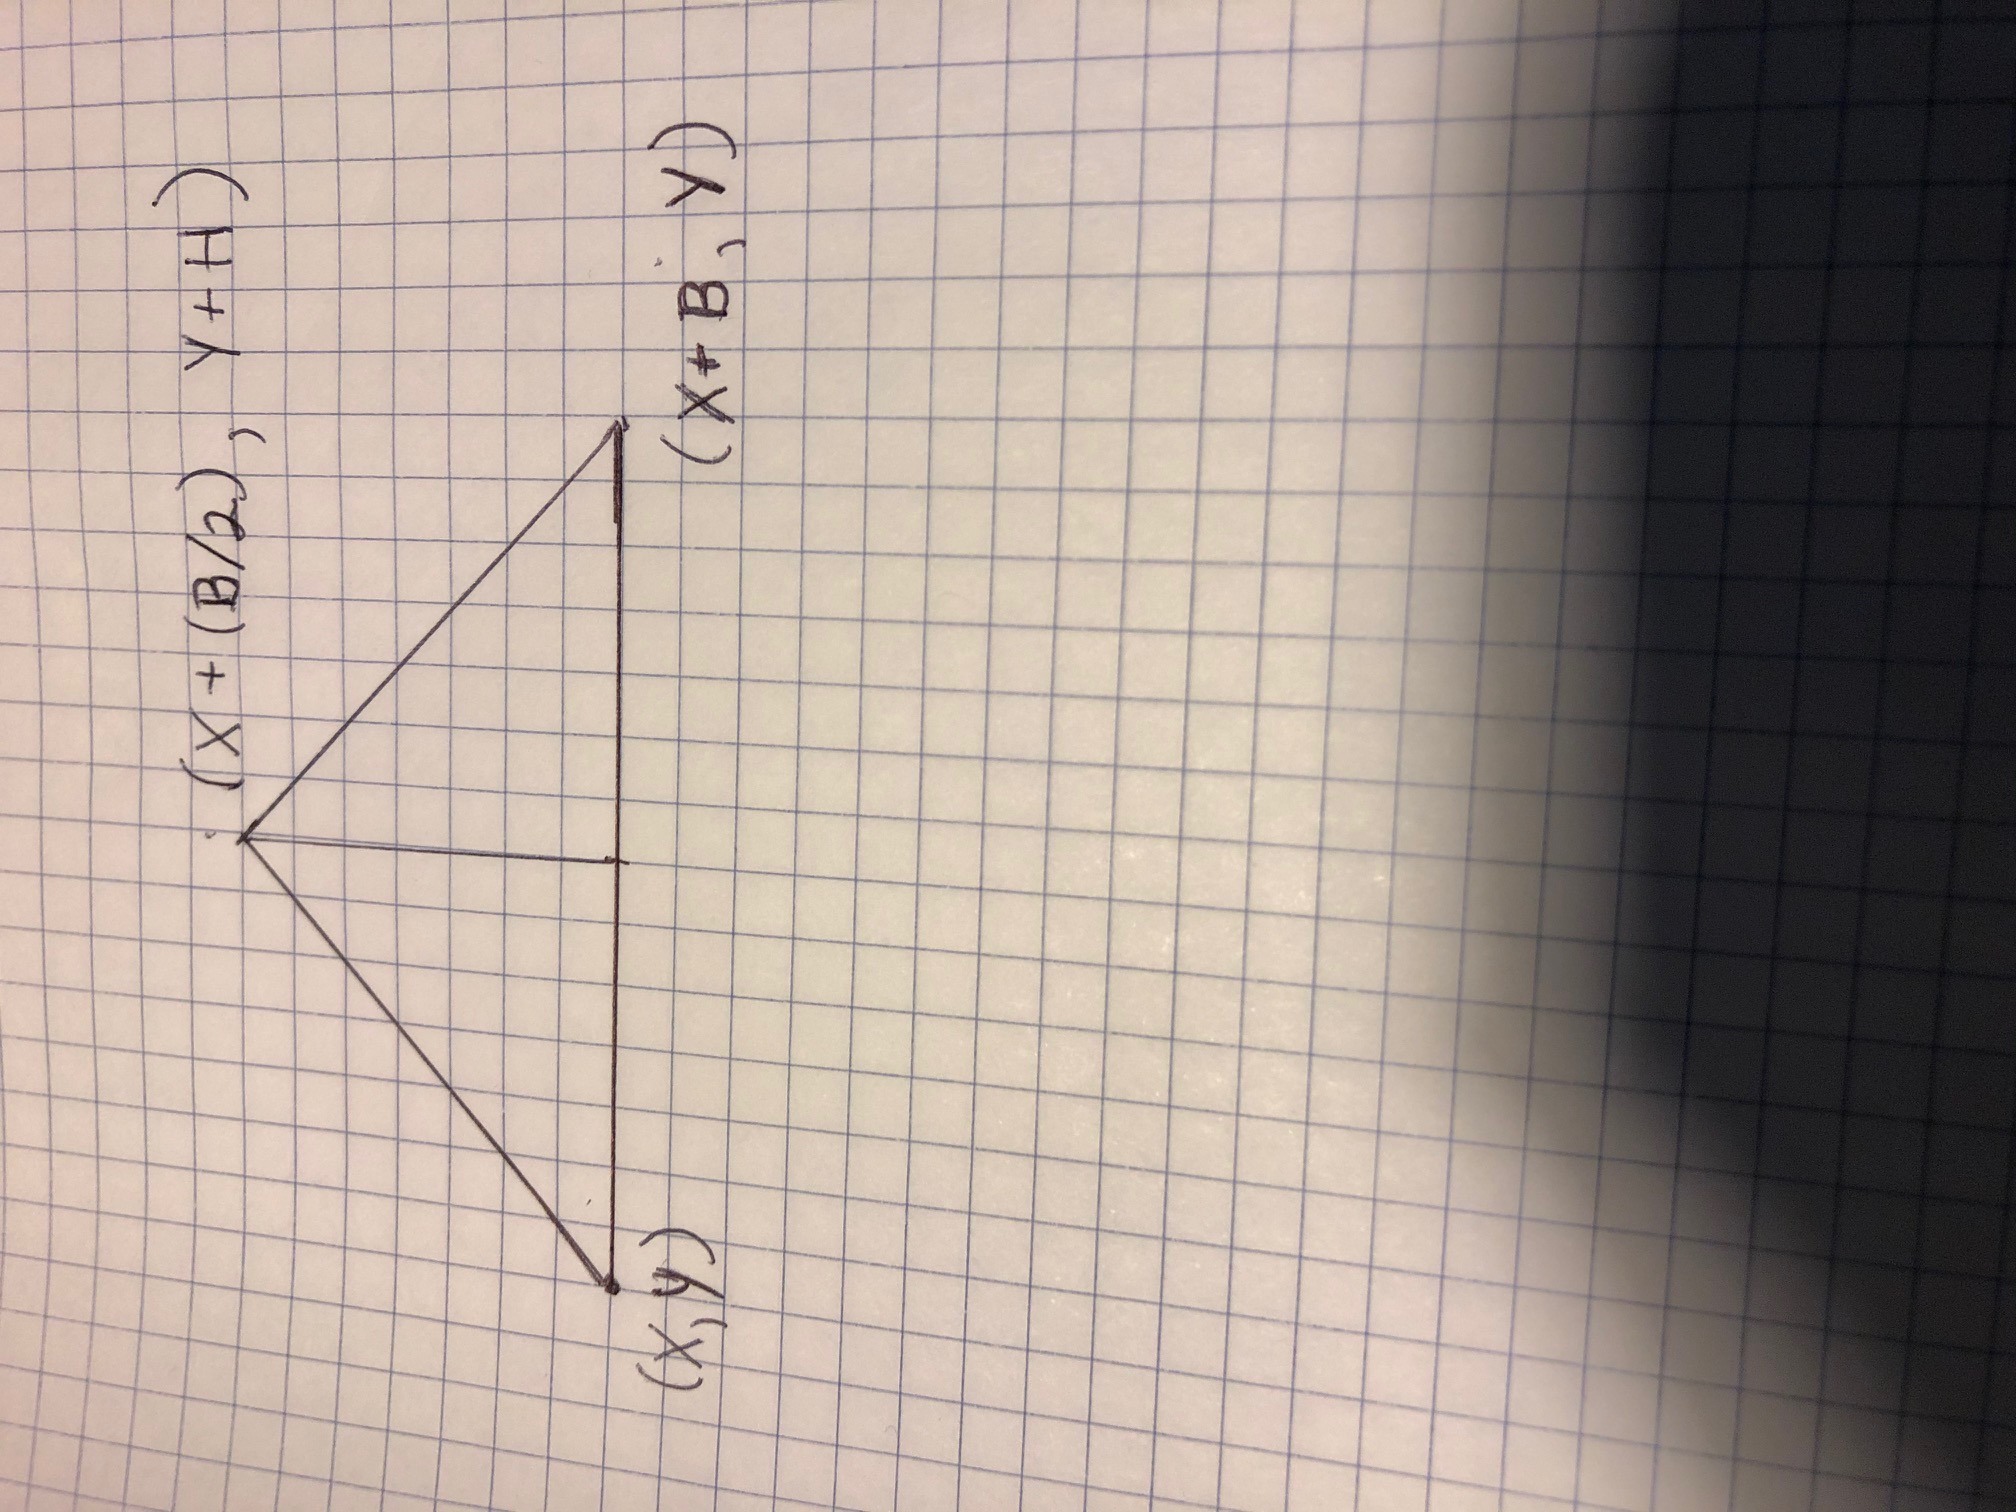 (X + (B/2), Y+H)
(X, Y)
(X+B, Y)